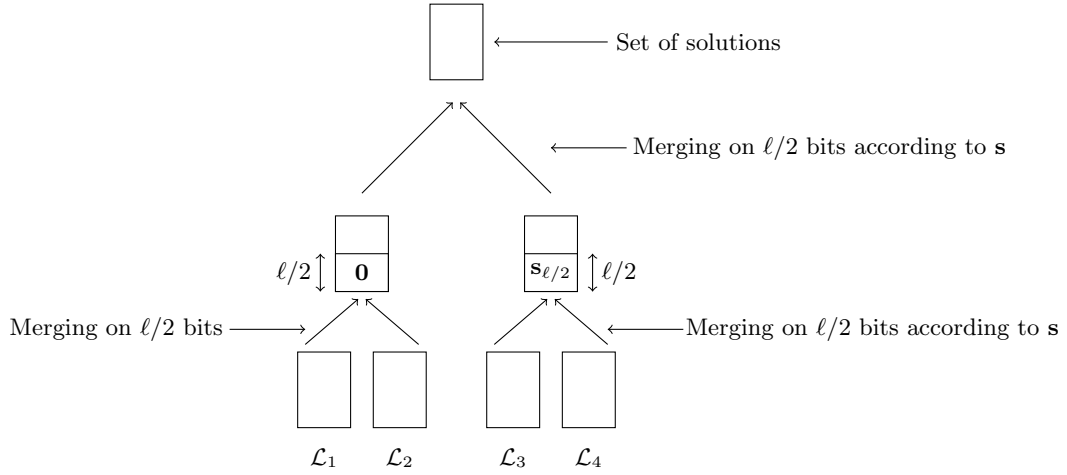 Set of solutions
Merging on ℓ/2 bits according to s
ℓ/2 0 s_{ℓ/2} ℓ/2
Merging on ℓ/2 bits Merging on ℓ/2 bits according to s
ℒ₁ ℒ₂ ℒ₃ ℒ₄